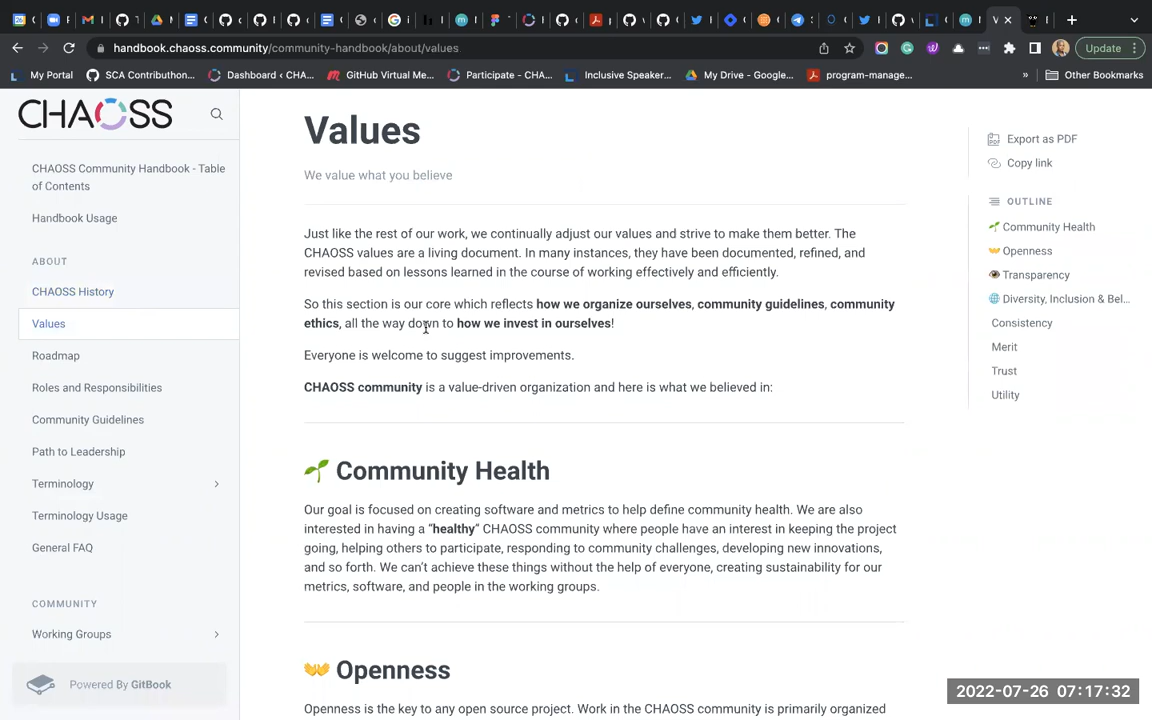 handbook.chaoss.community/community-handbook/about/values
Update
My Portal
SCA Contributhon...
Dashboard ‹ CHA...
GitHub Virtual Me...
Participate - CHA...
Inclusive Speaker...
My Drive - Google...
program-manage...
»
Other Bookmarks
CHAOSS
CHAOSS Community Handbook - Table
of Contents
Handbook Usage
ABOUT
CHAOSS History
Values
Roadmap
Roles and Responsibilities
Community Guidelines
Path to Leadership
Terminology
Terminology Usage
General FAQ
COMMUNITY
Working Groups
Powered By GitBook
Values
We value what you believe
Just like the rest of our work, we continually adjust our values and strive to make them better. The
CHAOSS values are a living document. In many instances, they have been documented, refined, and
revised based on lessons learned in the course of working effectively and efficiently.
So this section is our core which reflects how we organize ourselves, community guidelines, community
ethics, all the way down to how we invest in ourselves!
Everyone is welcome to suggest improvements.
CHAOSS community is a value-driven organization and here is what we believed in:
🌱 Community Health
Our goal is focused on creating software and metrics to help define community health. We are also
interested in having a “healthy” CHAOSS community where people have an interest in keeping the project
going, helping others to participate, responding to community challenges, developing new innovations,
and so forth. We can’t achieve these things without the help of everyone, creating sustainability for our
metrics, software, and people in the working groups.
👐 Openness
Openness is the key to any open source project. Work in the CHAOSS community is primarily organized
Export as PDF
Copy link
OUTLINE
🌱 Community Health
👐 Openness
👁 Transparency
🌐 Diversity, Inclusion & Bel...
Consistency
Merit
Trust
Utility
2022-07-26 07:17:32